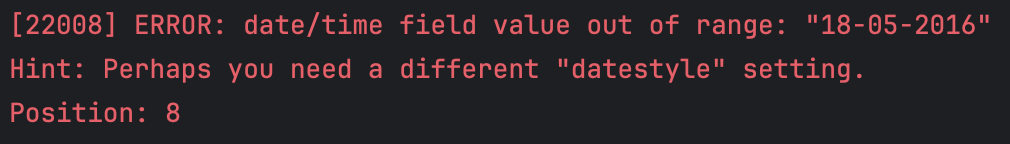 [22008] ERROR: date/time field value out of range: "18-05-2016"
Hint: Perhaps you need a different "datestyle" setting.
Position: 8